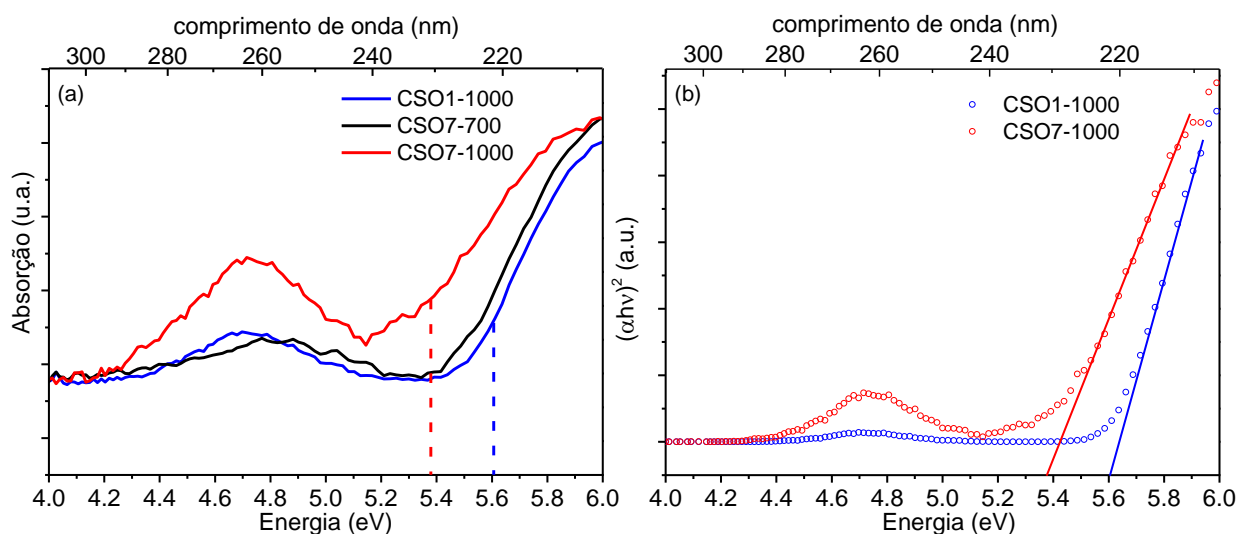 comprimento de onda (nm)
300 280 260 240 220
(a)
CSO1-1000
CSO7-700
CSO7-1000
Absorção (u.a.)
4.0 4.2 4.4 4.6 4.8 5.0 5.2 5.4 5.6 5.8 6.0
Energia (eV)
comprimento de onda (nm)
300 280 260 240 220
(b)
CSO1-1000
CSO7-1000
(αhν)² (a.u.)
4.0 4.2 4.4 4.6 4.8 5.0 5.2 5.4 5.6 5.8 6.0
Energia (eV)